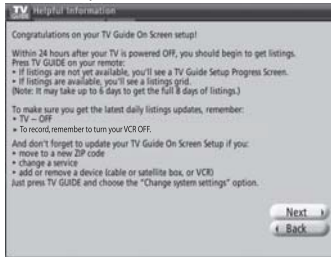 TV Helpful Information
GUIDE
Congratulations on your TV Guide On Screen setup!
Within 24 hours after your TV is powered OFF, you should begin to get listings.
Press TV GUIDE on your remote:
• If listings are not yet available, you'll see a TV Guide Setup Progress Screen.
• If listings are available, you'll see a listings grid.
(Note: It may take up to 6 days to get the full 8 days of listings.)
To make sure you get the latest daily listings updates, remember:
• TV – OFF
• To record, remember to turn your VCR OFF.
And don't forget to update your TV Guide On Screen Setup if you:
• move to a new ZIP code
• change a service
• add or remove a device (cable or satellite box, or VCR)
Just press TV GUIDE and choose the "Change system settings" option.
Next
Back